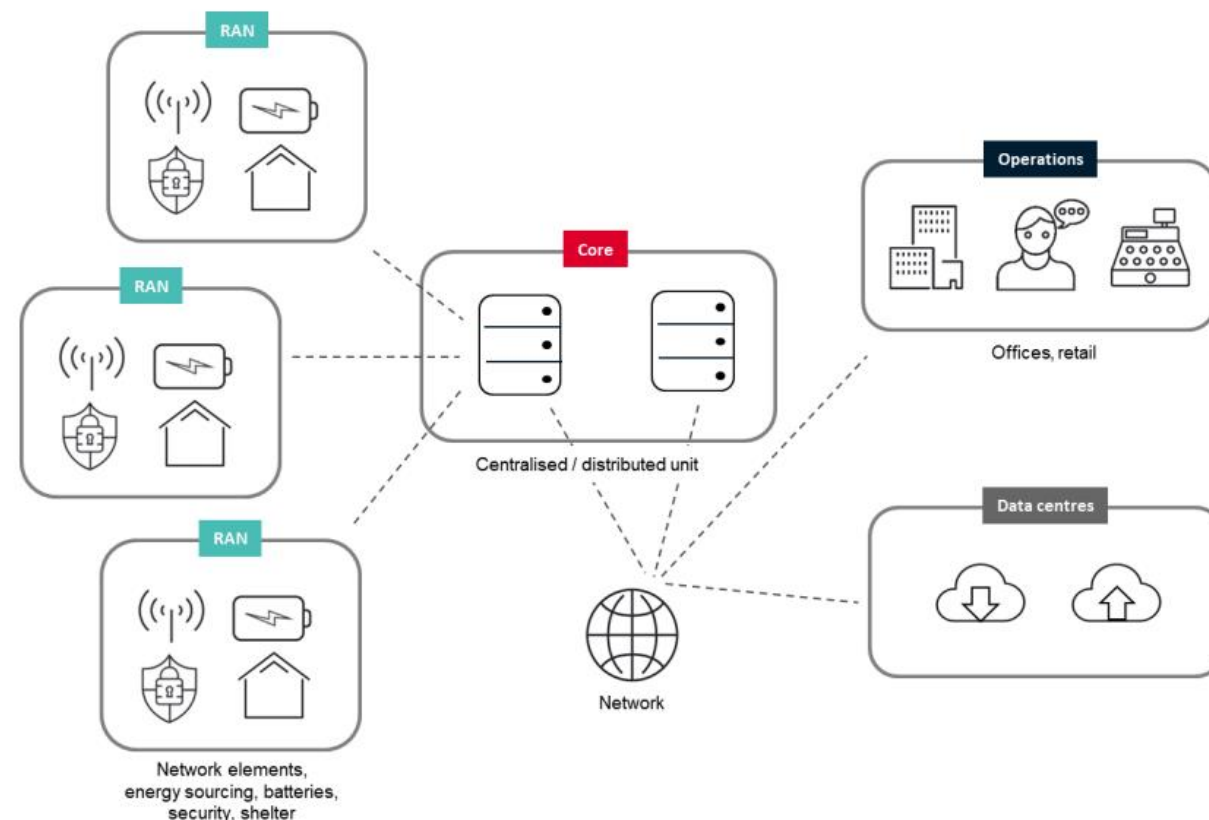 RAN
RAN
RAN
Network elements,
energy sourcing, batteries,
security, shelter
Core
Centralised / distributed unit
Network
Operations
Offices, retail
Data centres